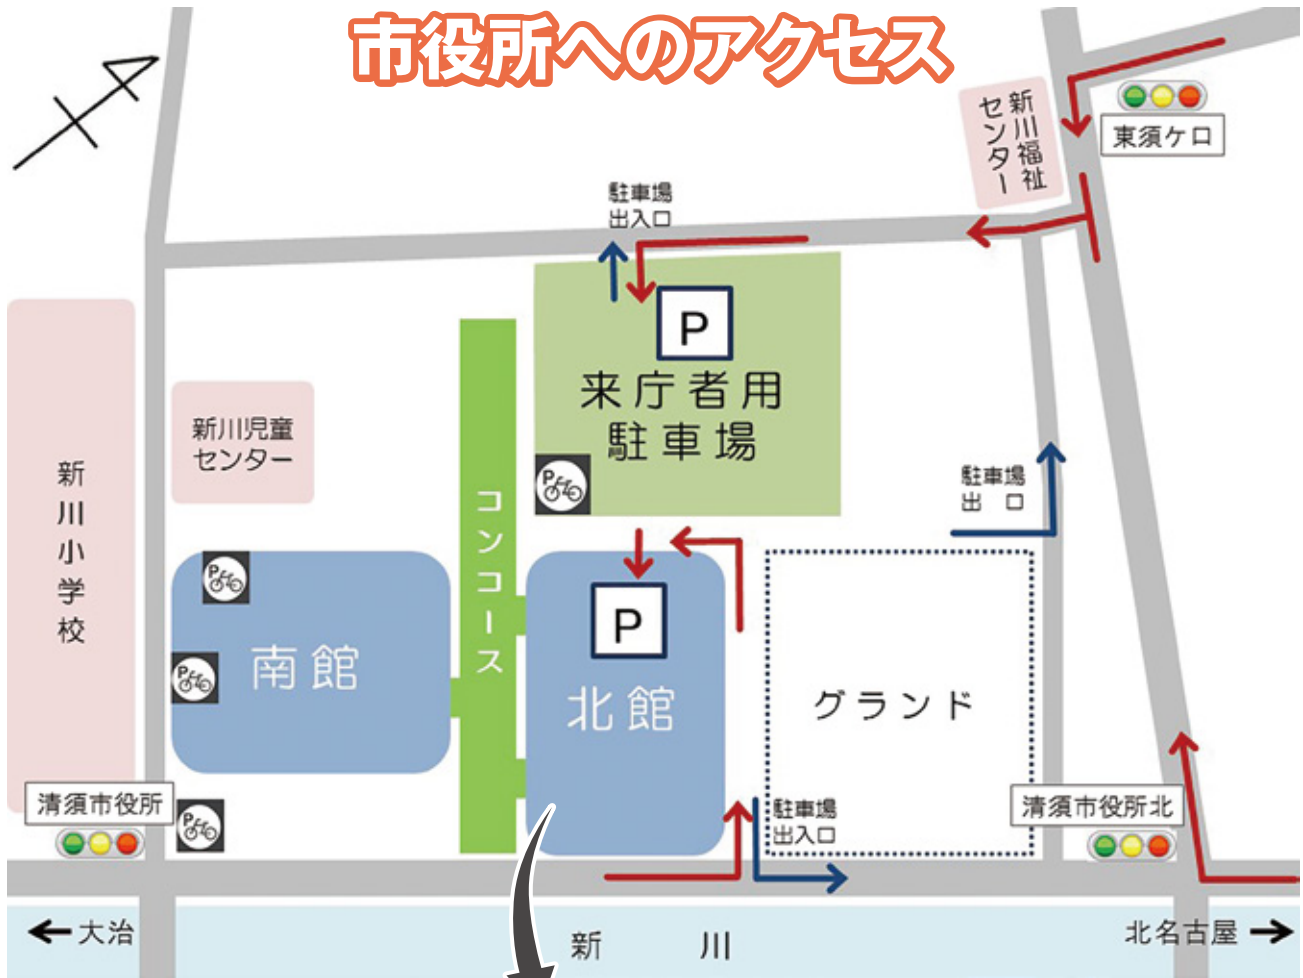 市役所へのアクセス
新川福祉
センター
東須ケ口
駐車場
出入口
P
来庁者用
駐車場
P
新川児童
センター
コンコース
駐車場
出 口
新川小学校
P
P
南館
P
北館
グランド
清須市役所
P
駐車場
出入口
清須市役所北
←大治
新 川
北名古屋→